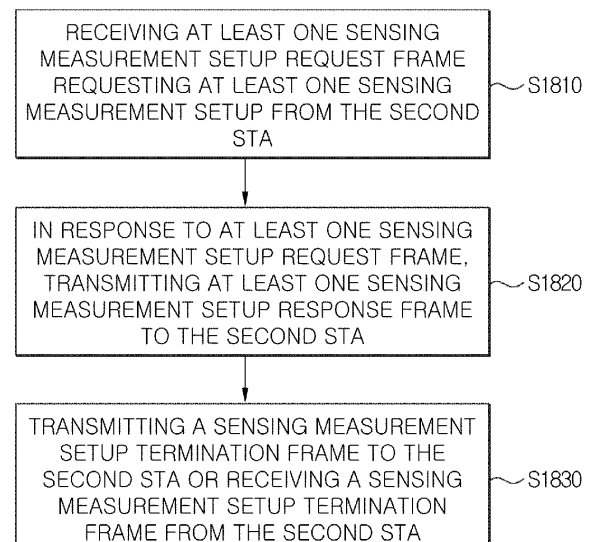 RECEIVING AT LEAST ONE SENSING
MEASUREMENT SETUP REQUEST FRAME
REQUESTING AT LEAST ONE SENSING
MEASUREMENT SETUP FROM THE SECOND
STA
S1810
IN RESPONSE TO AT LEAST ONE SENSING
MEASUREMENT SETUP REQUEST FRAME,
TRANSMITTING AT LEAST ONE SENSING
MEASUREMENT SETUP RESPONSE FRAME
TO THE SECOND STA
S1820
TRANSMITTING A SENSING MEASUREMENT
SETUP TERMINATION FRAME TO THE
SECOND STA OR RECEIVING A SENSING
MEASUREMENT SETUP TERMINATION
FRAME FROM THE SECOND STA
S1830